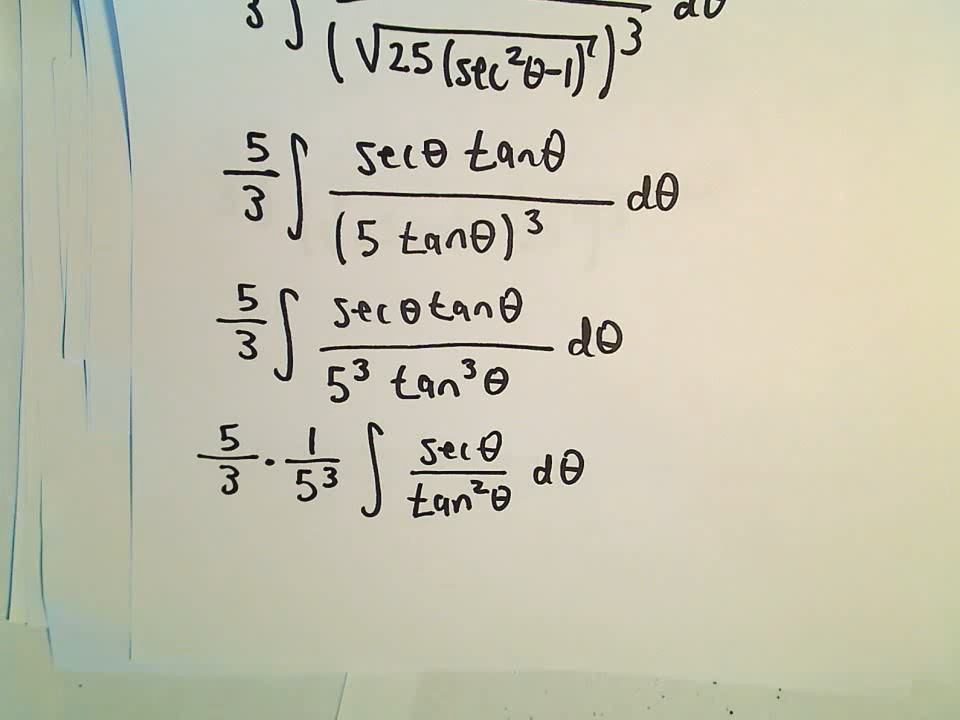 3 ∫ dθ
(√25(sec²θ-1))³
5/3 ∫ secθ tanθ / (5 tanθ)³ dθ
5/3 ∫ secθ tanθ / 5³ tan³θ dθ
5/3 · 1/5³ ∫ secθ / tan²θ dθ